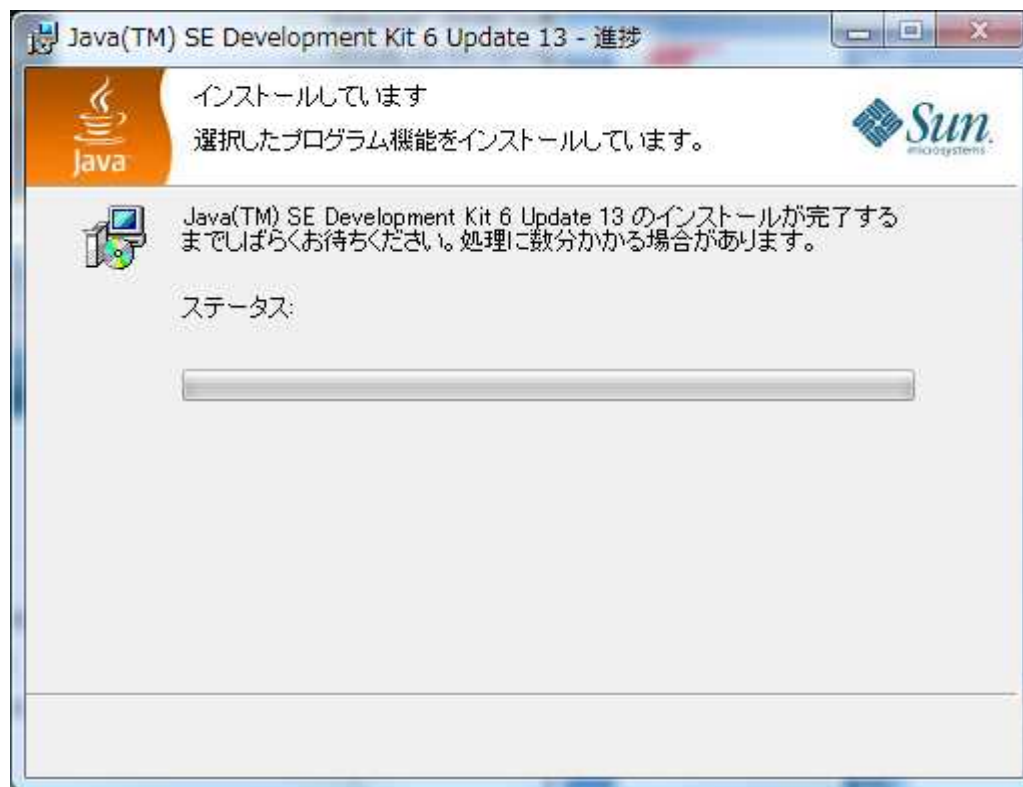 Java(TM) SE Development Kit 6 Update 13 - 進捗
インストールしています
選択したプログラム機能をインストールしています。
Java
Sun
microsystems
Java(TM) SE Development Kit 6 Update 13 のインストールが完了する
までしばらくお待ちください。処理に数分かかる場合があります。
ステータス: